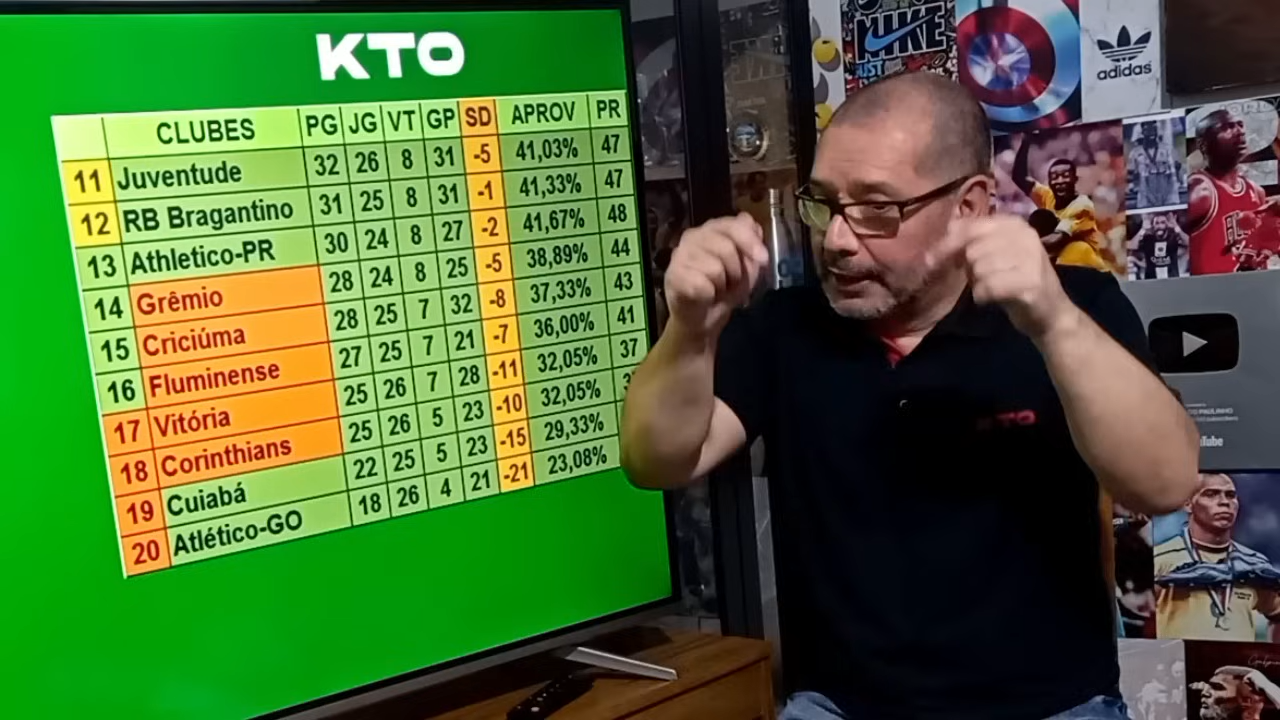 KTO
CLUBES PG JG VT GP SD APROV PR
11 Juventude 32 26 8 31 -5 41,03% 47
12 RB Bragantino 31 25 8 31 -1 41,33% 47
13 Athletico-PR 30 24 8 27 -2 41,67% 48
14 Grêmio 28 24 8 25 -5 38,89% 44
15 Criciúma 28 25 7 32 -8 37,33% 43
16 Fluminense 27 25 7 21 -7 36,00% 41
17 Vitória 25 26 7 28 -11 32,05% 37
18 Corinthians 25 26 5 23 -10 32,05%
19 Cuiabá 22 25 5 23 -15 29,33%
20 Atlético-GO 18 26 4 21 -21 23,08%
NIKE
JUST
adidas
KTO
PAULINHO